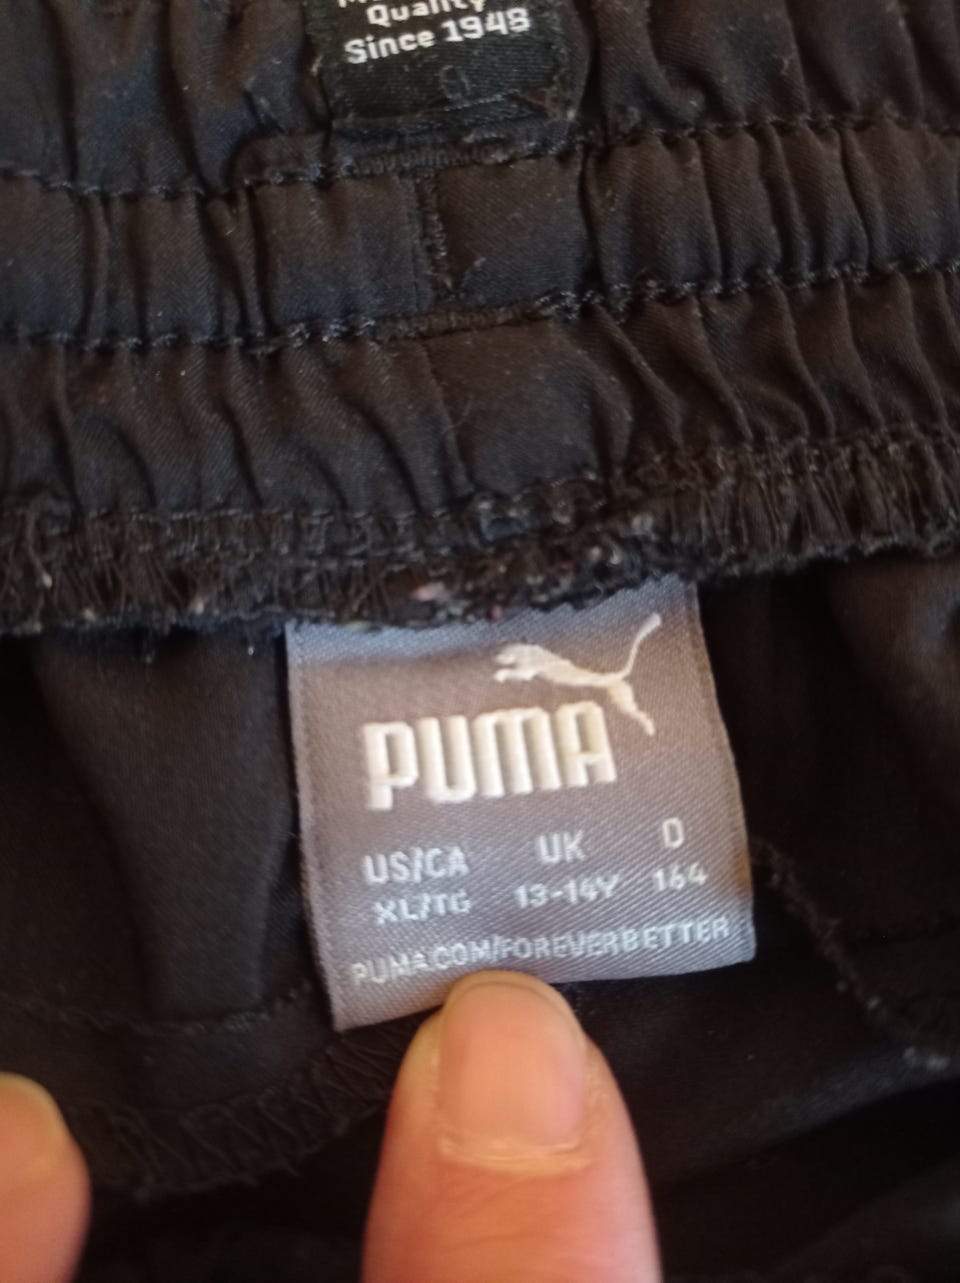 Quality
Since 1948
PUMA
US/CA UK D
XL/TG 13-14Y 164
PUMA.COM/FOREVERBETTER